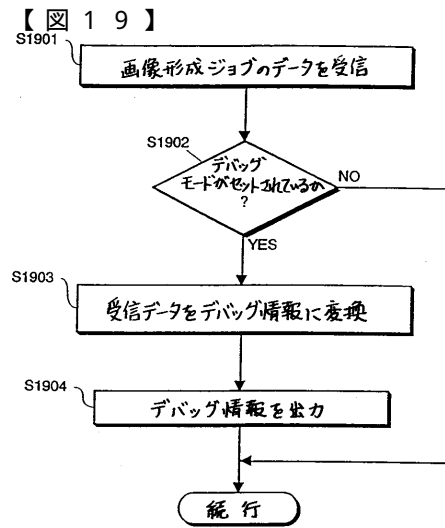 【図19】
S1901
画像形成ジョブのデータを受信
S1902
デバッグ
モードがセットされているか
?
NO
YES
S1903
受信データをデバッグ情報に変換
S1904
デバッグ情報を出力
続行